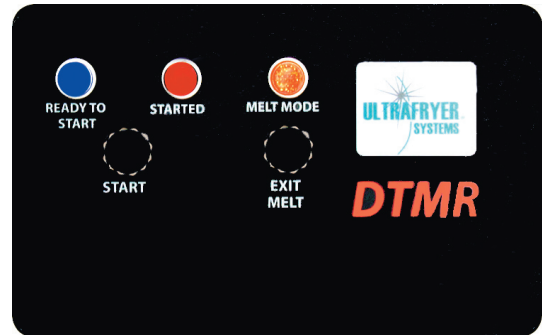 READY TO
START
STARTED
MELT MODE
START
EXIT
MELT
ULTRAFRYER
SYSTEMS
DTMR